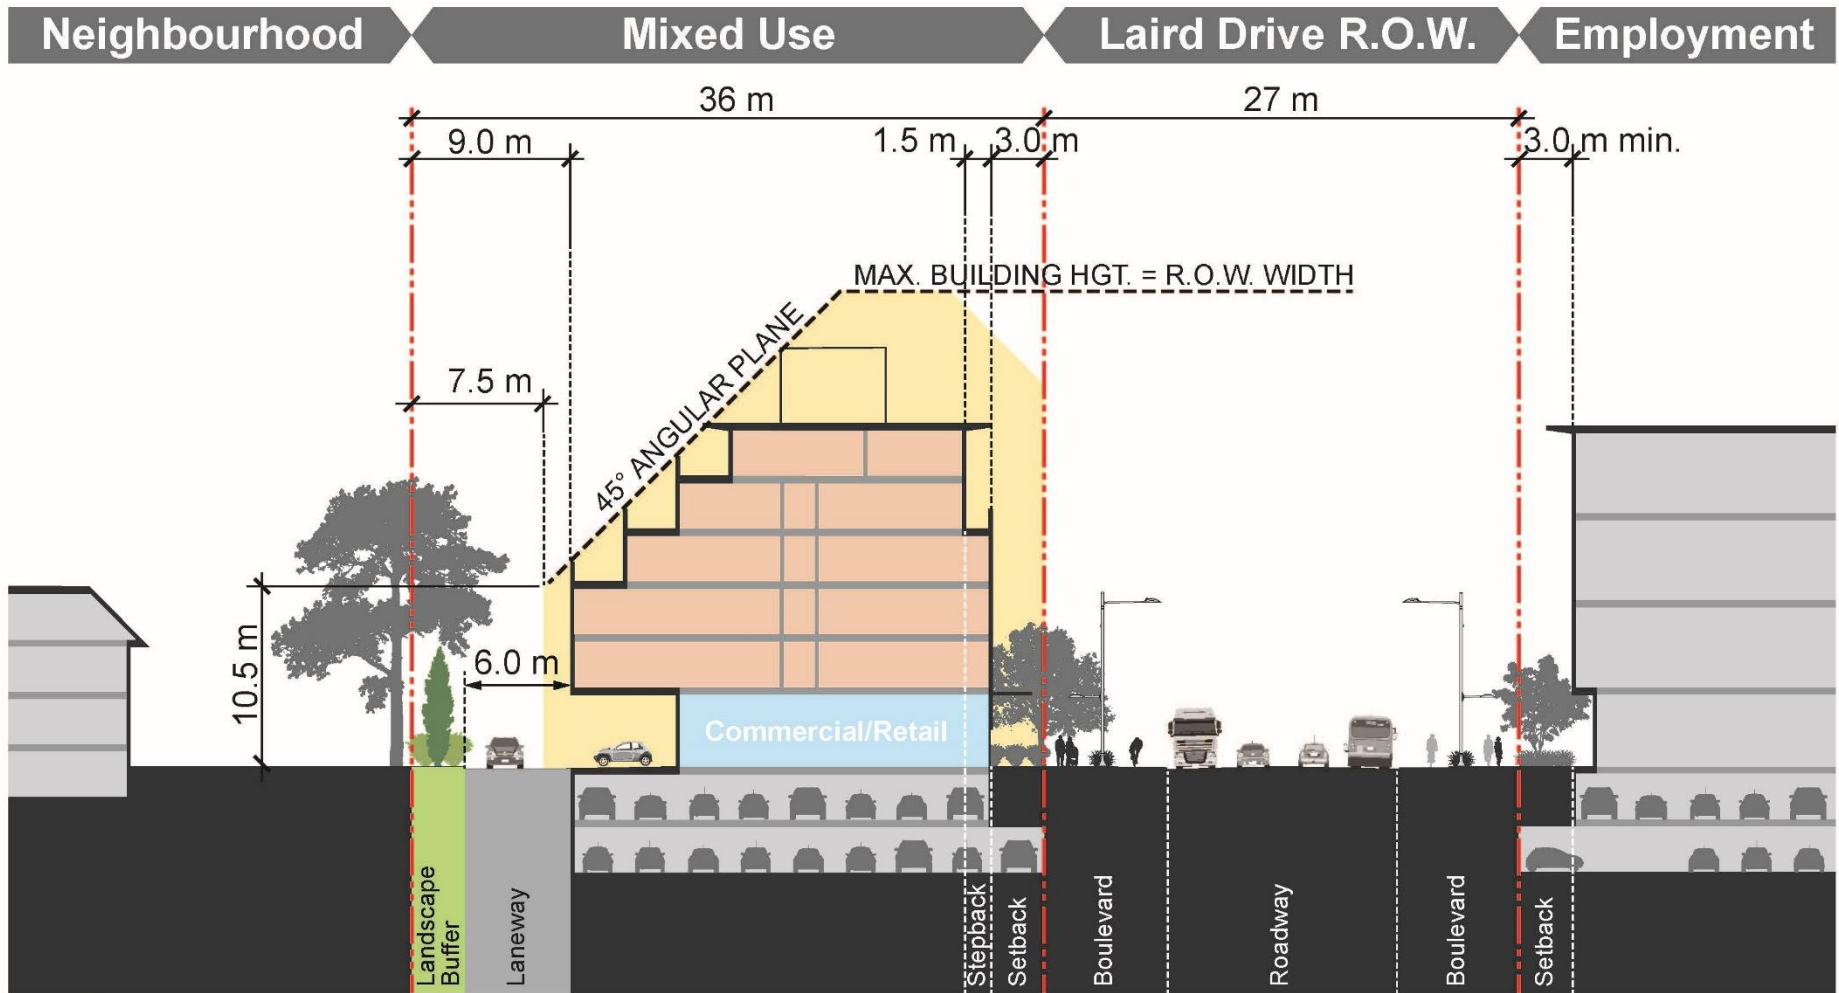 Neighbourhood
Mixed Use
Laird Drive R.O.W.
Employment
36 m
27 m
9.0 m
1.5 m
3.0 m
3.0 m min.
MAX. BUILDING HGT. = R.O.W. WIDTH
45° ANGULAR PLANE
7.5 m
10.5 m
6.0 m
Commercial/Retail
Landscape
Buffer
Laneway
Stepback
Setback
Boulevard
Roadway
Boulevard
Setback